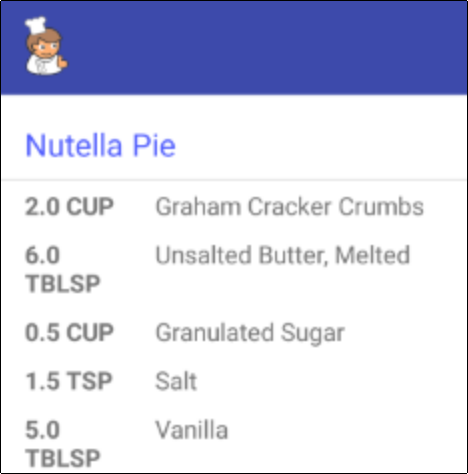 Nutella Pie
2.0 CUP Graham Cracker Crumbs
6.0 Unsalted Butter, Melted
TBLSP
0.5 CUP Granulated Sugar
1.5 TSP Salt
5.0 Vanilla
TBLSP